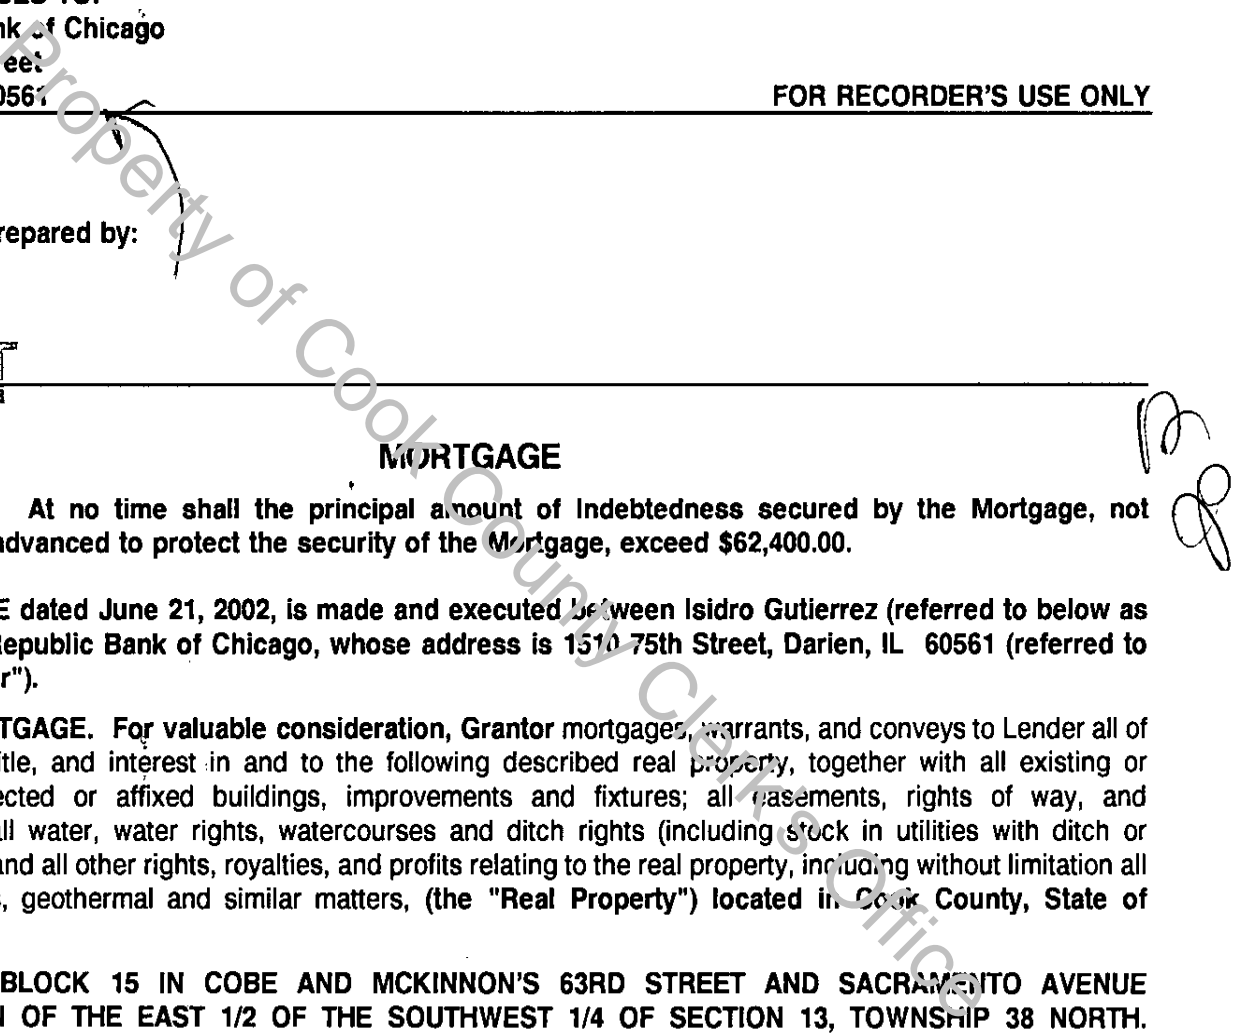 nk of Chicago
eet
60561
FOR RECORDER'S USE ONLY
repared by:
MORTGAGE
At no time shall the principal amount of Indebtedness secured by the Mortgage, not
advanced to protect the security of the Mortgage, exceed $62,400.00.
E dated June 21, 2002, is made and executed between Isidro Gutierrez (referred to below as
Republic Bank of Chicago, whose address is 1510 75th Street, Darien, IL 60561 (referred to
r").
TGAGE. For valuable consideration, Grantor mortgages, warrants, and conveys to Lender all of
itle, and interest in and to the following described real property, together with all existing or
ected or affixed buildings, improvements and fixtures; all easements, rights of way, and
ll water, water rights, watercourses and ditch rights (including stock in utilities with ditch or
and all other rights, royalties, and profits relating to the real property, including without limitation all
, geothermal and similar matters, (the "Real Property") located in Cook County, State of
BLOCK 15 IN COBE AND MCKINNON'S 63RD STREET AND SACRAMENTO AVENUE
OF THE EAST 1/2 OF THE SOUTHWEST 1/4 OF SECTION 13, TOWNSHIP 38 NORTH.
Property of Cook County Clerk's Office